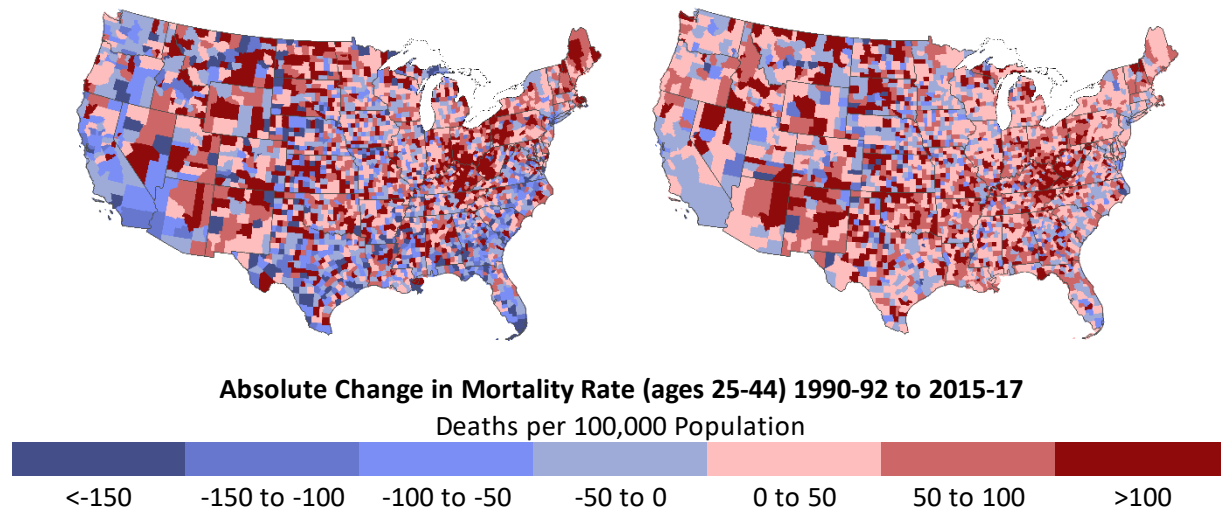 Absolute Change in Mortality Rate (ages 25-44) 1990-92 to 2015-17
Deaths per 100,000 Population
<-150 -150 to -100 -100 to -50 -50 to 0 0 to 50 50 to 100 >100